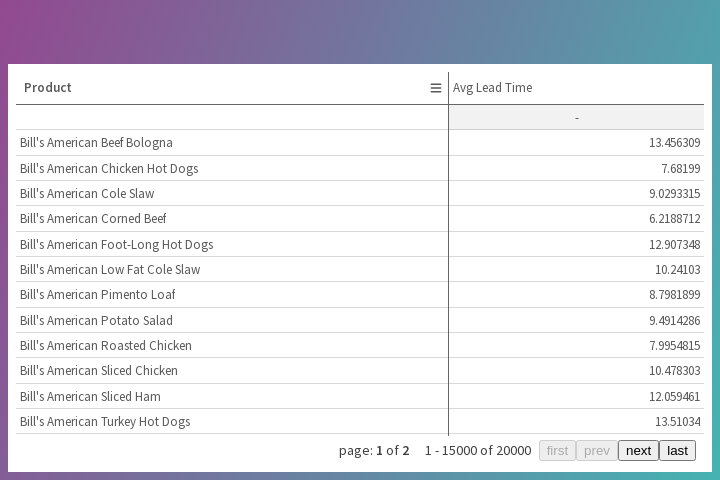 Product Avg Lead Time
-
Bill's American Beef Bologna 13.456309
Bill's American Chicken Hot Dogs 7.68199
Bill's American Cole Slaw 9.0293315
Bill's American Corned Beef 6.2188712
Bill's American Foot-Long Hot Dogs 12.907348
Bill's American Low Fat Cole Slaw 10.24103
Bill's American Pimento Loaf 8.7981899
Bill's American Potato Salad 9.4914286
Bill's American Roasted Chicken 7.9954815
Bill's American Sliced Chicken 10.478303
Bill's American Sliced Ham 12.059461
Bill's American Turkey Hot Dogs 13.51034
page: 1 of 2 1 - 15000 of 20000 first prev next last